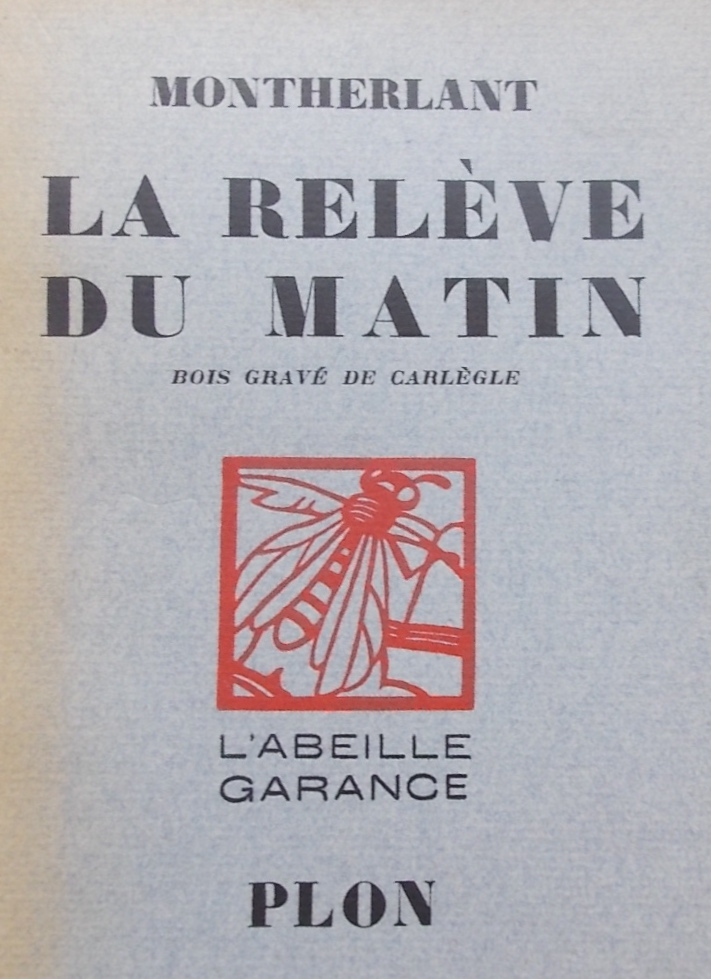 MONTHERLANT
LA RELÈVE
DU MATIN
BOIS GRAVÉ DE CARLÈGLE
L'ABEILLE
GARANCE
PLON